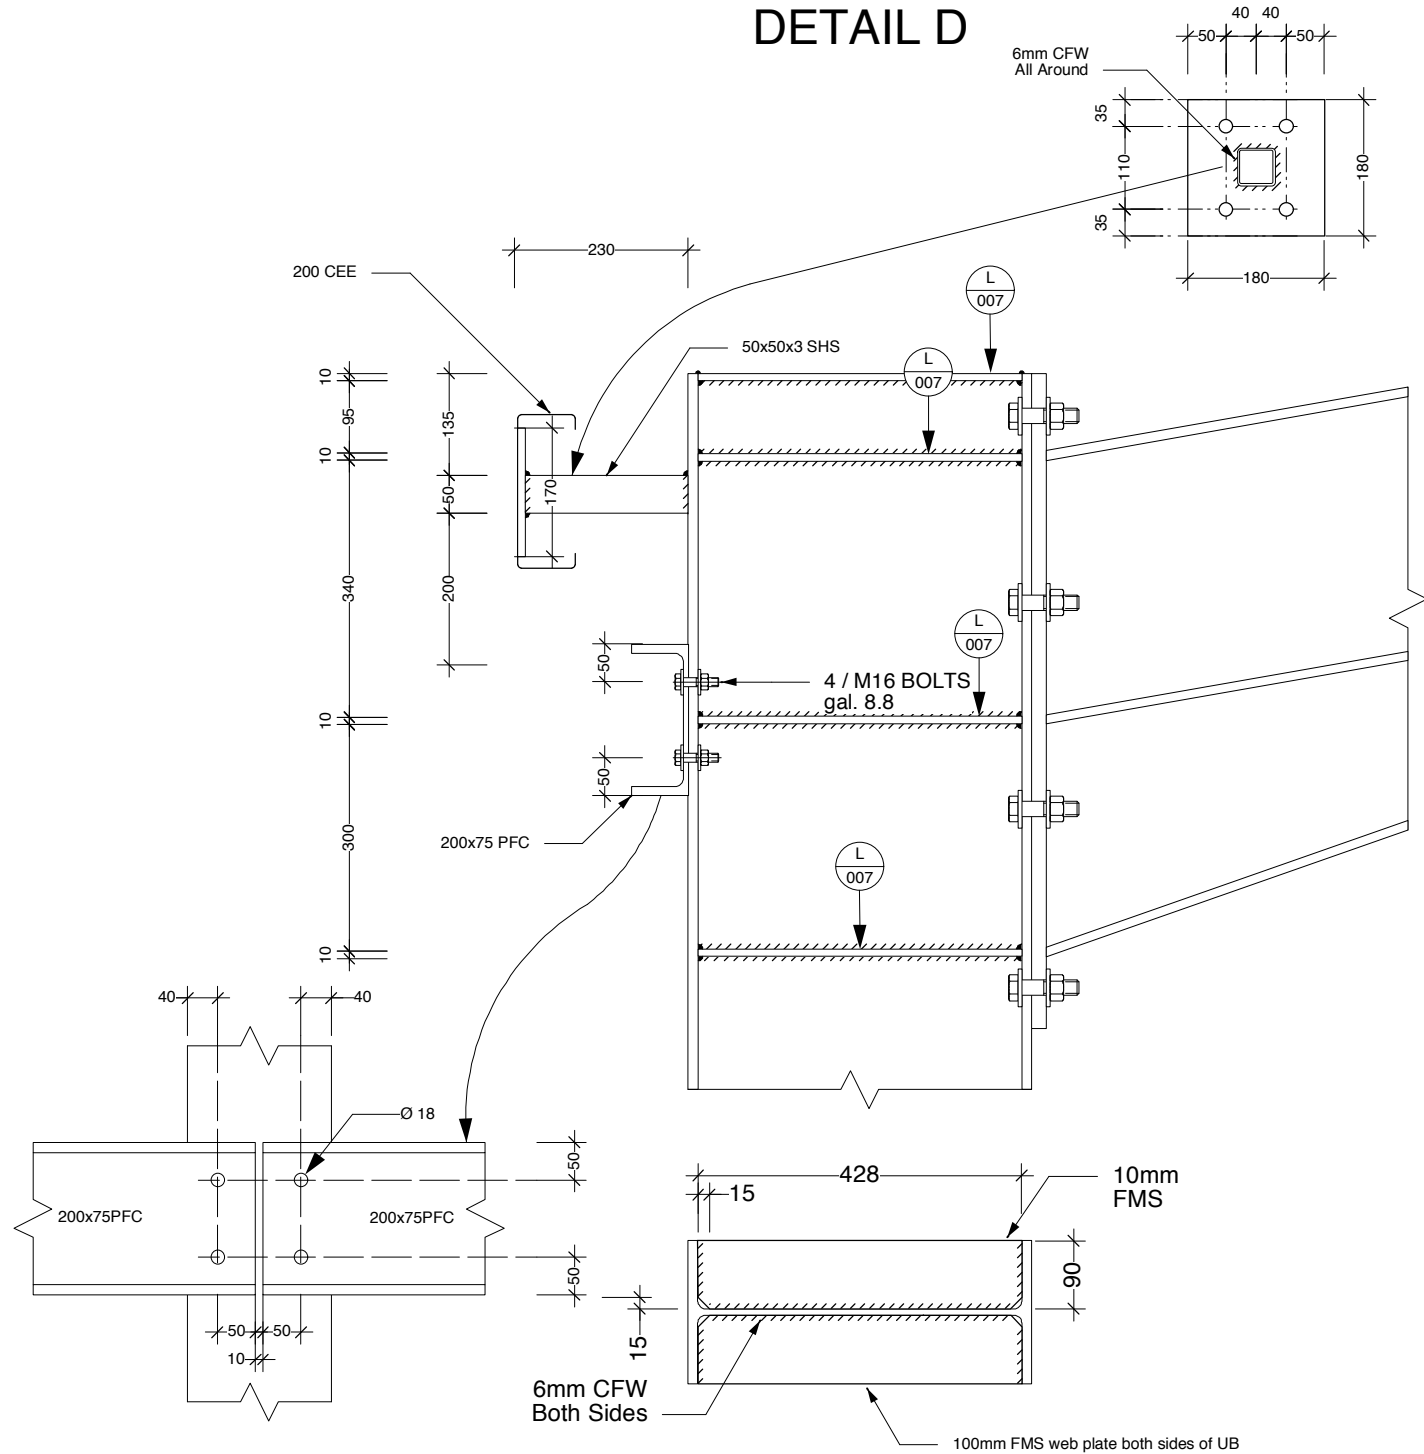 DETAIL D
40 40
50 50
6mm CFW
All Around
35
110
35
180
180
230
200 CEE
50x50x3 SHS
L
007
L
007
10
95
10
340
10
300
10
135
50
200
170
L
007
50
4 / M16 BOLTS
gal. 8.8
50
200x75 PFC
L
007
40 40
Ø 18
50
200x75PFC 200x75PFC
50
50 50
10
428
15
10mm
FMS
90
15
6mm CFW
Both Sides
100mm FMS web plate both sides of UB